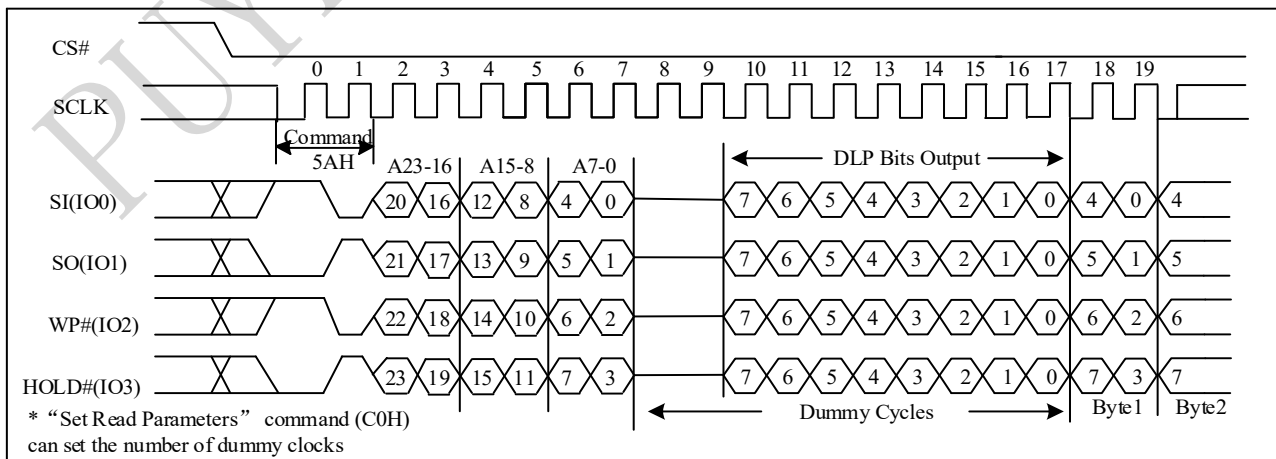 PUY
CS#
0 1 2 3 4 5 6 7 8 9 10 11 12 13 14 15 16 17 18 19
SCLK
Command
5AH
A23-16 A15-8 A7-0 DLP Bits Output
SI(IO0) 20 16 12 8 4 0 7 6 5 4 3 2 1 0 4 0 4
SO(IO1) 21 17 13 9 5 1 7 6 5 4 3 2 1 0 5 1 5
WP#(IO2) 22 18 14 10 6 2 7 6 5 4 3 2 1 0 6 2 6
HOLD#(IO3) 23 19 15 11 7 3 7 6 5 4 3 2 1 0 7 3 7
Dummy Cycles Byte1 Byte2
* “Set Read Parameters” command (C0H)
can set the number of dummy clocks